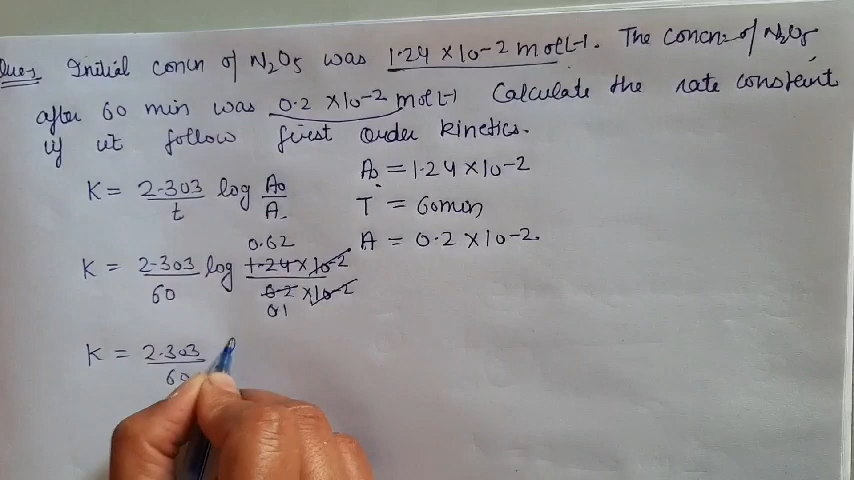 Ques Initial concn of N2O5 was 1.24 × 10-2 mol L-1. The concn of N2O5
after 60 min was 0.2 × 10-2 mol L-1 Calculate the rate constant
if it follow first order kinetics.
K = 2.303/t log A0/A
A0 = 1.24 × 10-2
T = 60min
A = 0.2 × 10-2.
0.62
K = 2.303/60 log 1.24 × 10-2/0.2 × 10-2
0.1
K = 2.303/60